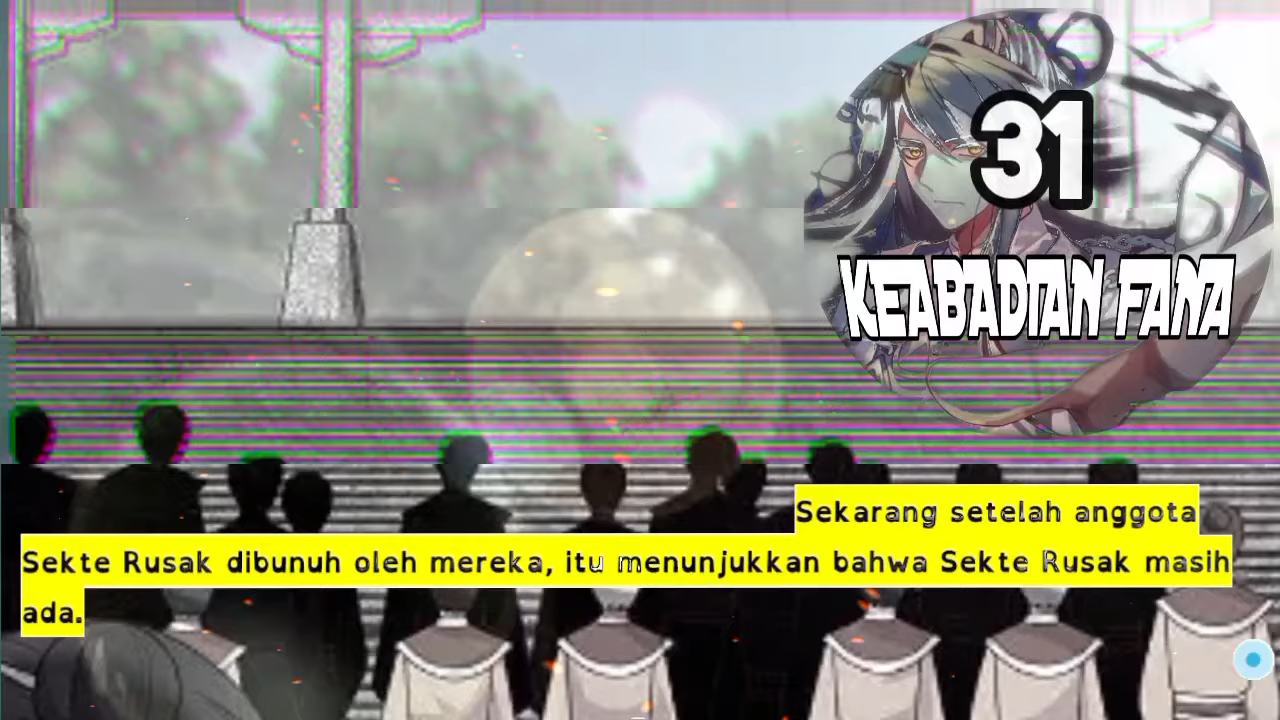 31
KEABADIAN FANA
Sekarang setelah anggota
Sekte Rusak dibunuh oleh mereka, itu menunjukkan bahwa Sekte Rusak masih
ada.